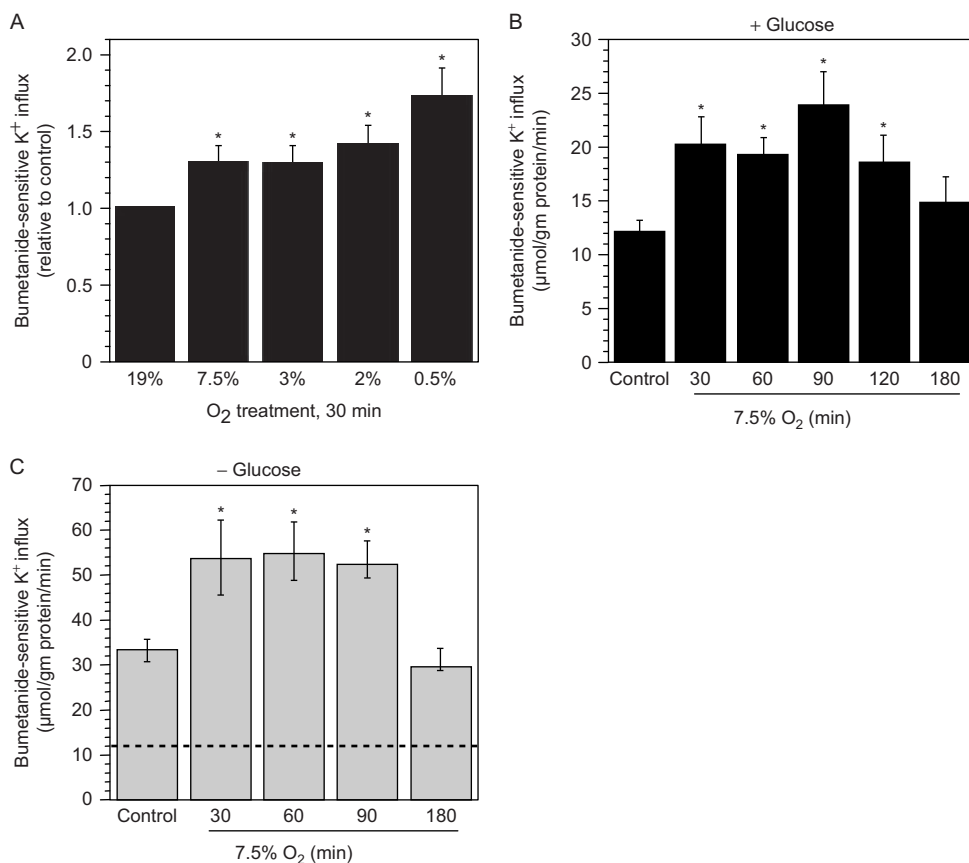 A
Bumetanide-sensitive K+ influx
(relative to control)
2.0
1.5
1.0
0.5
0
*
*
*
*
19%
7.5%
3%
2%
0.5%
O2 treatment, 30 min
B
+ Glucose
Bumetanide-sensitive K+ influx
(μmol/gm protein/min)
30
25
20
15
10
5
0
*
*
*
*
Control
30
60
90
120
180
7.5% O2 (min)
C
– Glucose
Bumetanide-sensitive K+ influx
(μmol/gm protein/min)
70
60
50
40
30
20
10
0
*
*
*
Control
30
60
90
180
7.5% O2 (min)